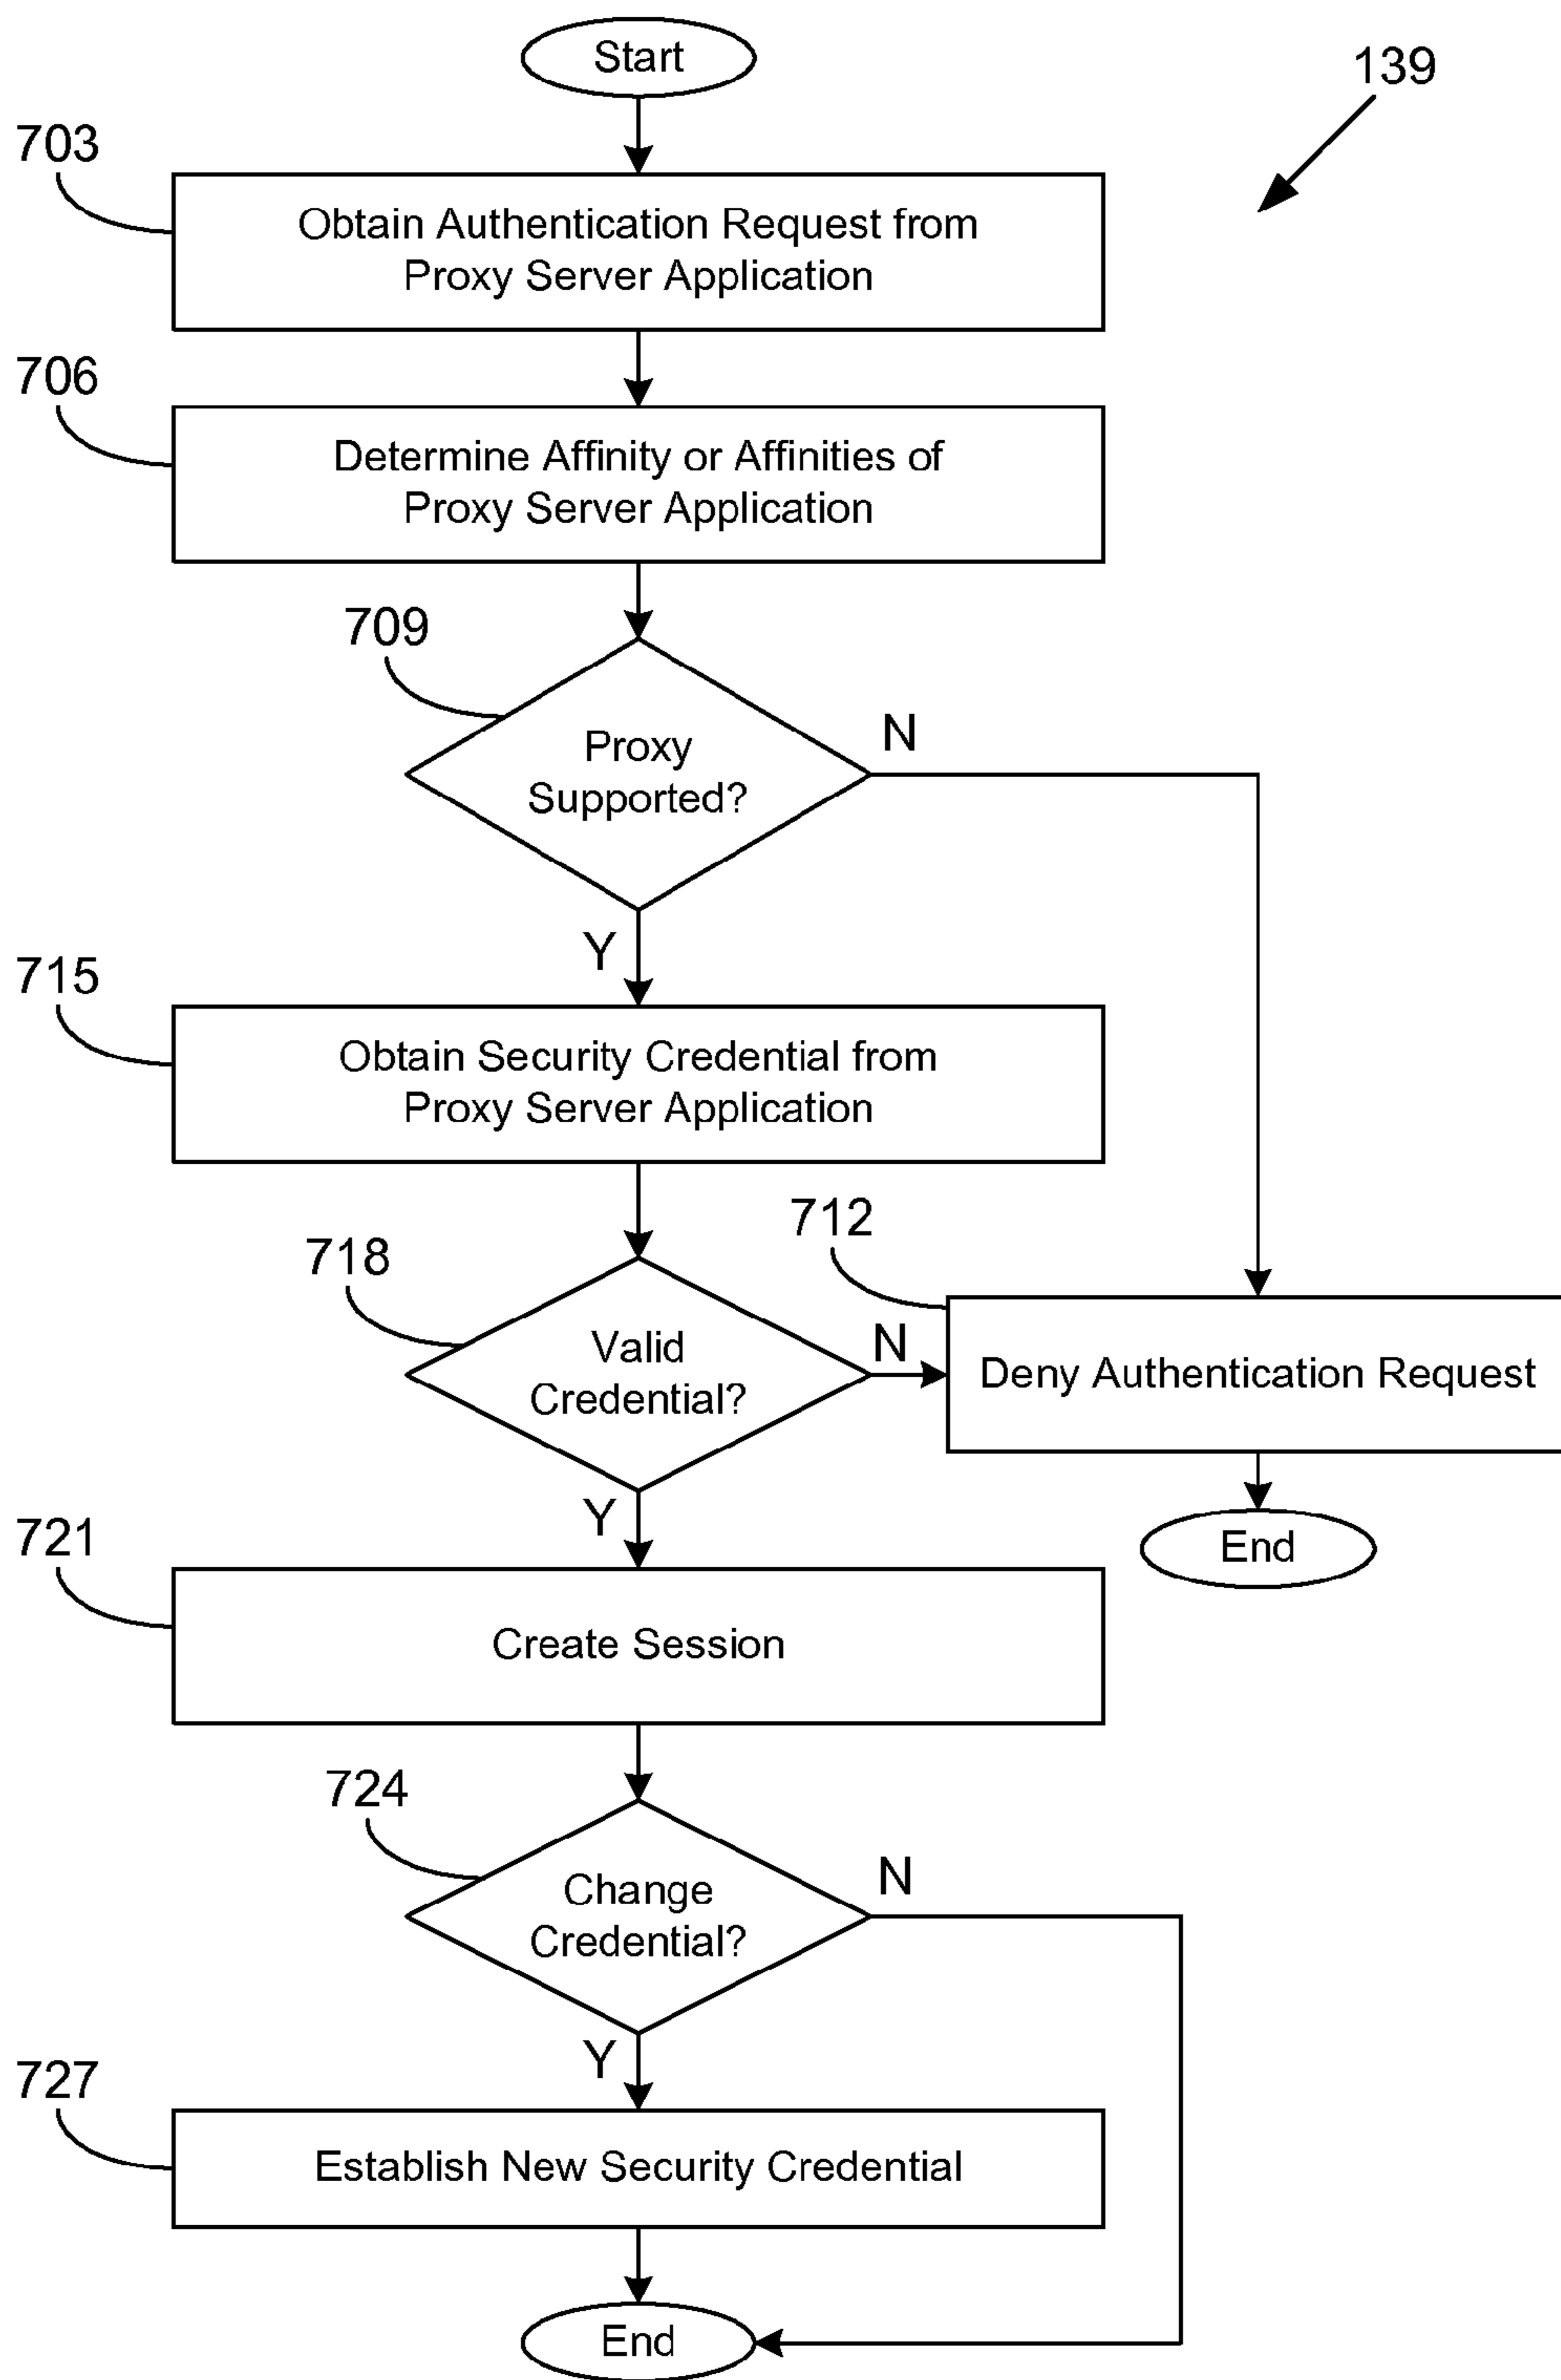 Start
139
703
Obtain Authentication Request from
Proxy Server Application
706
Determine Affinity or Affinities of
Proxy Server Application
709
Proxy
Supported?
N
Y
715
Obtain Security Credential from
Proxy Server Application
712
718
Valid
Credential?
N
Deny Authentication Request
Y
End
721
Create Session
724
Change
Credential?
N
Y
727
Establish New Security Credential
End